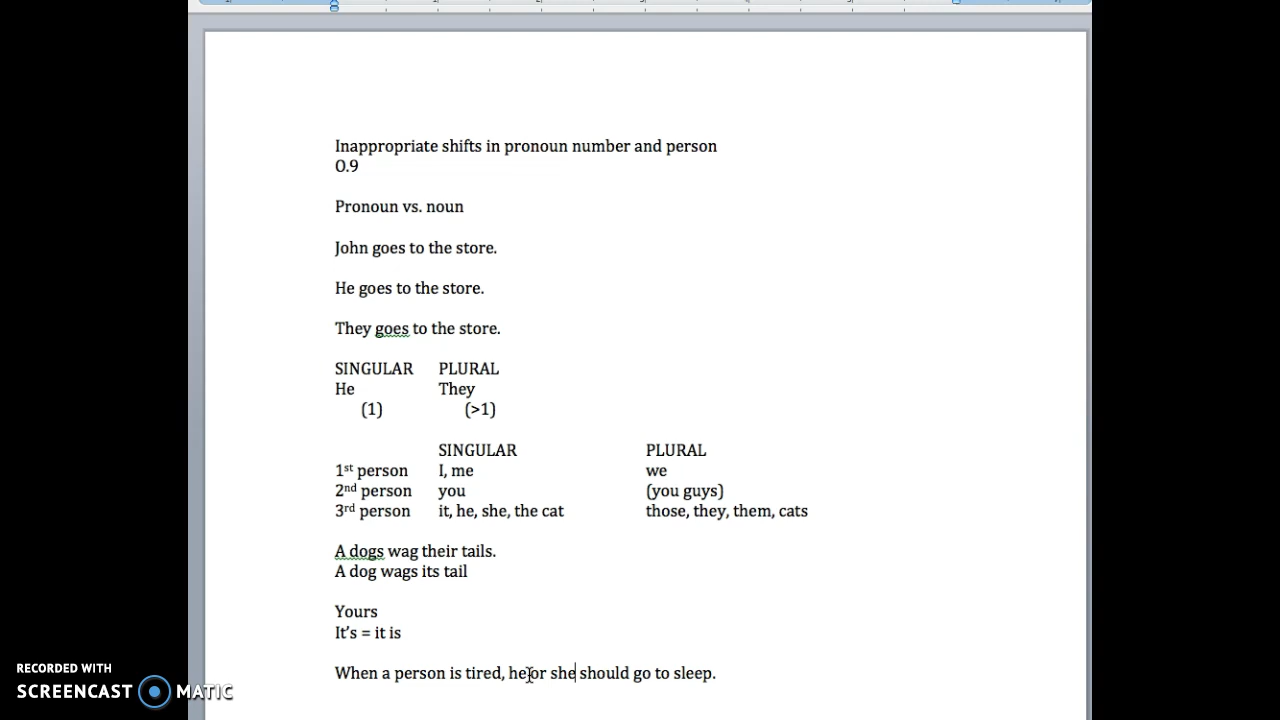 Inappropriate shifts in pronoun number and person
O.9
Pronoun vs. noun
John goes to the store.
He goes to the store.
They goes to the store.
SINGULAR PLURAL
He They
(1) (>1)
SINGULAR PLURAL
1st person I, me we
2nd person you (you guys)
3rd person it, he, she, the cat those, they, them, cats
A dogs wag their tails.
A dog wags its tail
Yours
It's = it is
When a person is tired, he or she should go to sleep.
RECORDED WITH
SCREENCAST MATIC